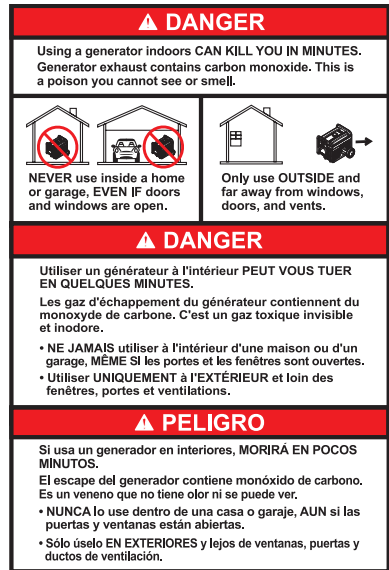 DANGER
Using a generator indoors CAN KILL YOU IN MINUTES.
Generator exhaust contains carbon monoxide. This is
a poison you cannot see or smell.
NEVER use inside a home
or garage, EVEN IF doors
and windows are open.
Only use OUTSIDE and
far away from windows,
doors, and vents.
DANGER
Utiliser un générateur à l'intérieur PEUT VOUS TUER
EN QUELQUES MINUTES.
Les gaz d'échappement du générateur contiennent du
monoxyde de carbone. C'est un gaz toxique invisible
et inodore.
• NE JAMAIS utiliser à l'intérieur d'une maison ou d'un
garage, MÊME SI les portes et les fenêtres sont ouvertes.
• Utiliser UNIQUEMENT à l'EXTÉRIEUR et loin des
fenêtres, portes et ventilations.
PELIGRO
Si usa un generador en interiores, MORIRÁ EN POCOS
MINUTOS.
El escape del generador contiene monóxido de carbono.
Es un veneno que no tiene olor ni se puede ver.
• NUNCA lo use dentro de una casa o garaje, AUN si las
puertas y ventanas están abiertas.
• Sólo úselo EN EXTERIORES y lejos de ventanas, puertas y
ductos de ventilación.